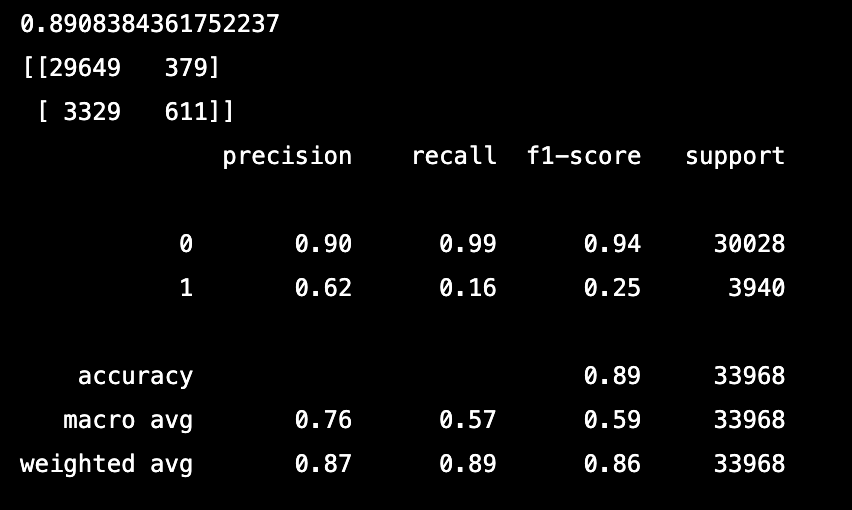 0.8908384361752237
[[29649   379]
 [ 3329   611]]
              precision    recall  f1-score   support

           0       0.90      0.99      0.94     30028
           1       0.62      0.16      0.25      3940

    accuracy                           0.89     33968
   macro avg       0.76      0.57      0.59     33968
weighted avg       0.87      0.89      0.86     33968